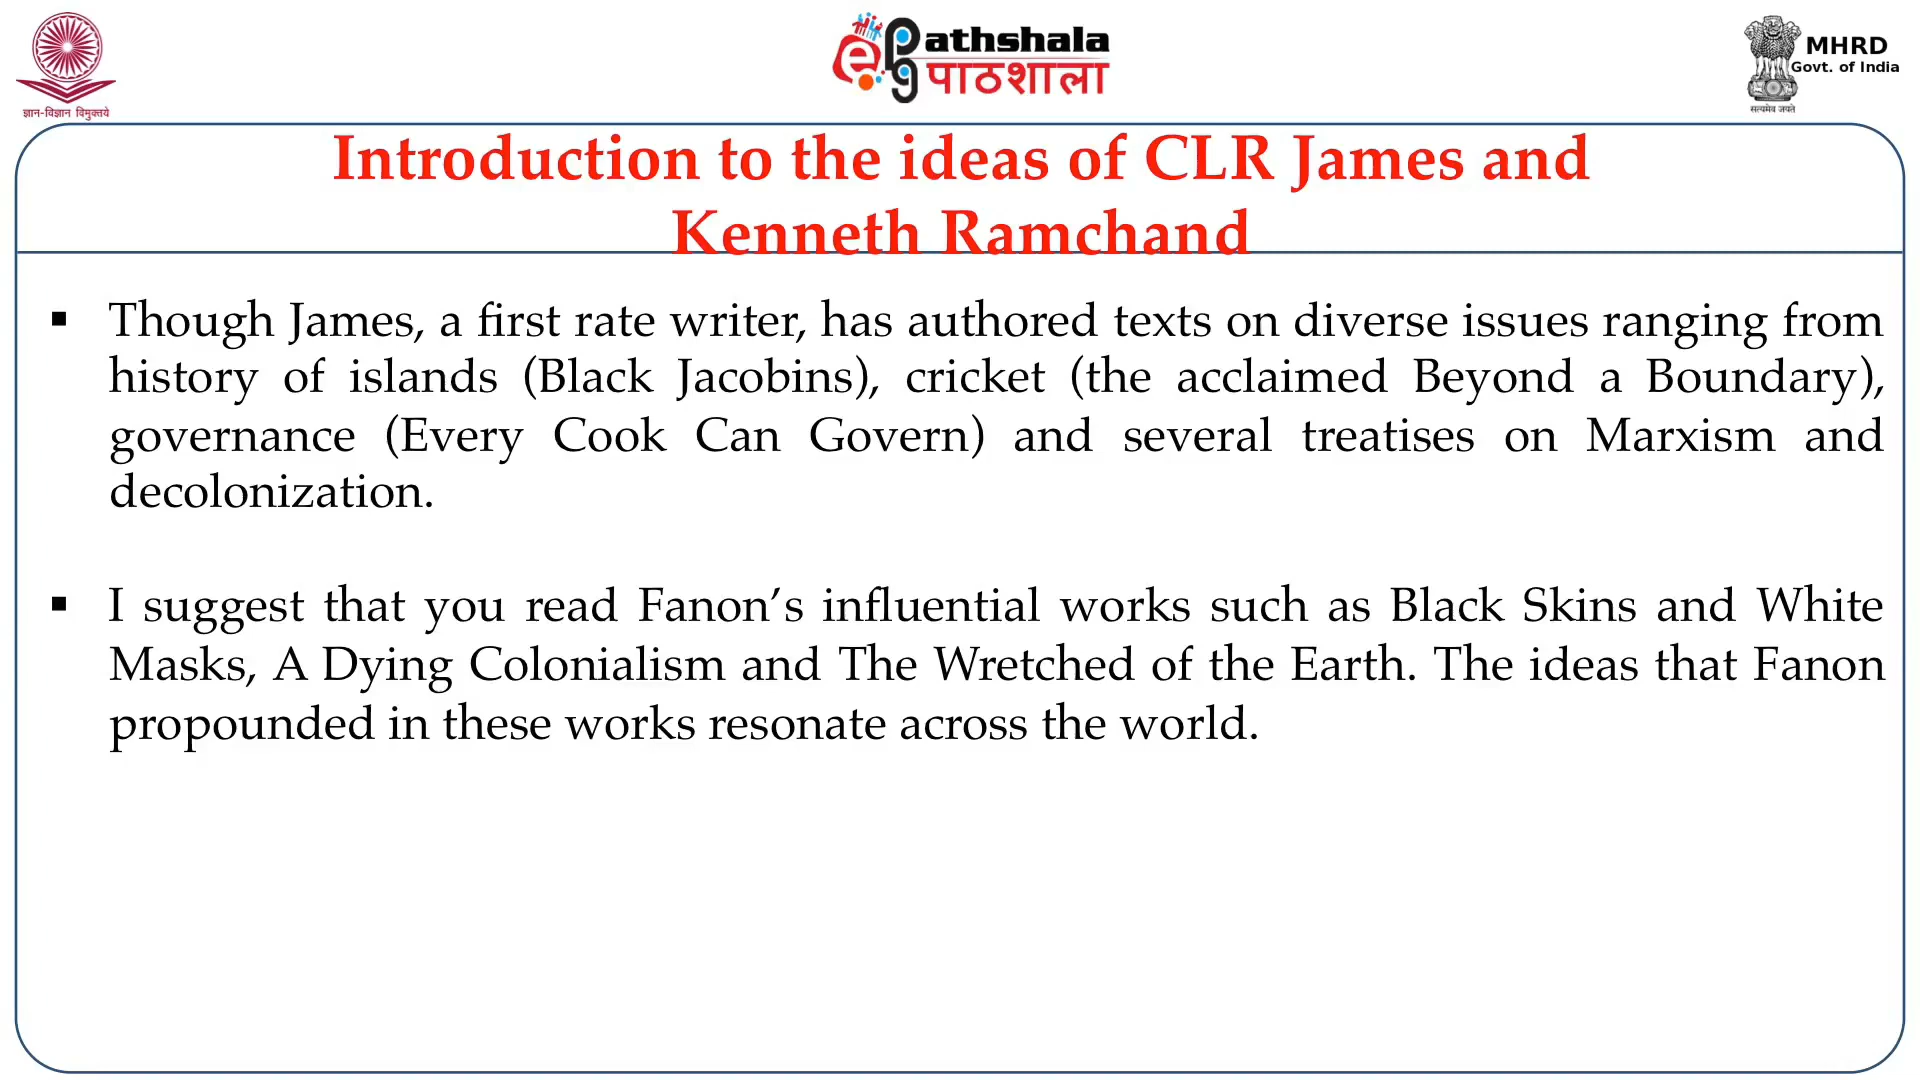 ज्ञान-विज्ञान विमुक्तये
ePathshala
पाठशाला
MHRD
Govt. of India
सत्यमेव जयते
Introduction to the ideas of CLR James and
Kenneth Ramchand
▪ Though James, a first rate writer, has authored texts on diverse issues ranging from
history of islands (Black Jacobins), cricket (the acclaimed Beyond a Boundary),
governance (Every Cook Can Govern) and several treatises on Marxism and
decolonization.
▪ I suggest that you read Fanon’s influential works such as Black Skins and White
Masks, A Dying Colonialism and The Wretched of the Earth. The ideas that Fanon
propounded in these works resonate across the world.